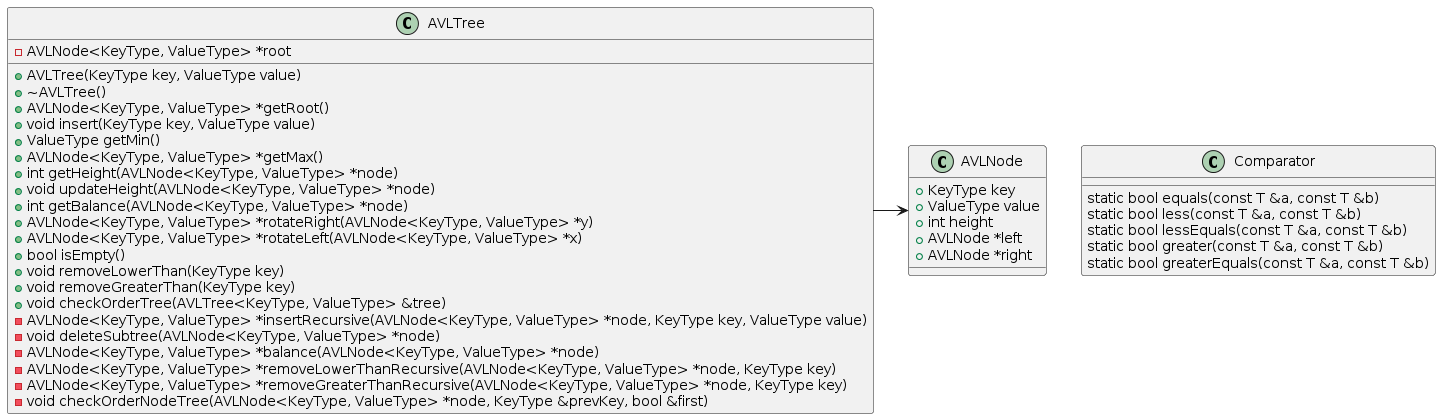 C AVLTree
AVLNode<KeyType, ValueType> *root
AVLTree(KeyType key, ValueType value)
~AVLTree()
AVLNode<KeyType, ValueType> *getRoot()
void insert(KeyType key, ValueType value)
ValueType getMin()
AVLNode<KeyType, ValueType> *getMax()
int getHeight(AVLNode<KeyType, ValueType> *node)
void updateHeight(AVLNode<KeyType, ValueType> *node)
int getBalance(AVLNode<KeyType, ValueType> *node)
AVLNode<KeyType, ValueType> *rotateRight(AVLNode<KeyType, ValueType> *y)
AVLNode<KeyType, ValueType> *rotateLeft(AVLNode<KeyType, ValueType> *x)
bool isEmpty()
void removeLowerThan(KeyType key)
void removeGreaterThan(KeyType key)
void checkOrderTree(AVLTree<KeyType, ValueType> &tree)
AVLNode<KeyType, ValueType> *insertRecursive(AVLNode<KeyType, ValueType> *node, KeyType key, ValueType value)
void deleteSubtree(AVLNode<KeyType, ValueType> *node)
AVLNode<KeyType, ValueType> *balance(AVLNode<KeyType, ValueType> *node)
AVLNode<KeyType, ValueType> *removeLowerThanRecursive(AVLNode<KeyType, ValueType> *node, KeyType key)
AVLNode<KeyType, ValueType> *removeGreaterThanRecursive(AVLNode<KeyType, ValueType> *node, KeyType key)
void checkOrderNodeTree(AVLNode<KeyType, ValueType> *node, KeyType &prevKey, bool &first)
C AVLNode
KeyType key
ValueType value
int height
AVLNode *left
AVLNode *right
C Comparator
static bool equals(const T &a, const T &b)
static bool less(const T &a, const T &b)
static bool lessEquals(const T &a, const T &b)
static bool greater(const T &a, const T &b)
static bool greaterEquals(const T &a, const T &b)